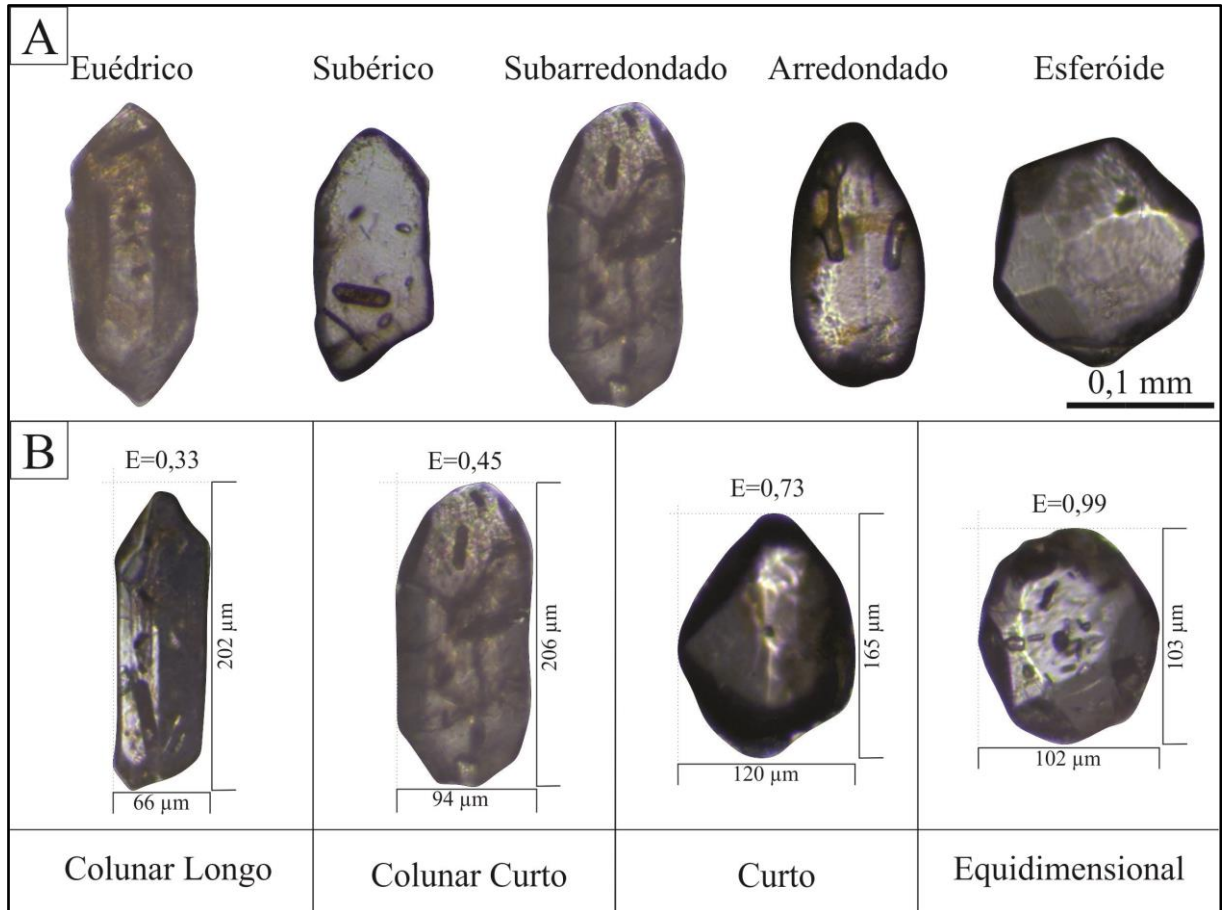 A
Euédrico Subérico Subarredondado Arredondado Esferóide
0,1 mm
B
E=0,33 E=0,45 E=0,73 E=0,99
202 µm 206 µm 165 µm 103 µm
66 µm 94 µm 120 µm 102 µm
Colunar Longo Colunar Curto Curto Equidimensional